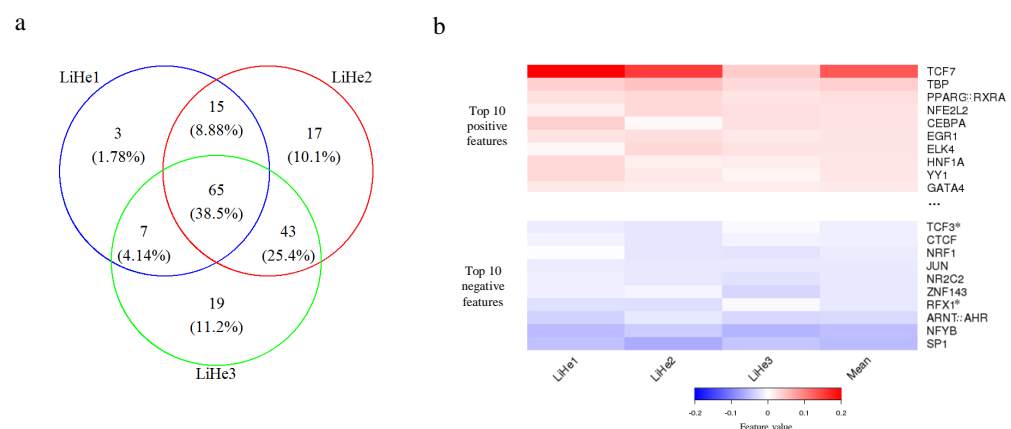 a
LiHe1
LiHe2
15
(8.88%)
3
(1.78%)
17
(10.1%)
65
(38.5%)
7
(4.14%)
43
(25.4%)
19
(11.2%)
LiHe3
b
Top 10
positive
features
TCF7
TBP
PPARG::RXRA
NFE2L2
CEBPA
EGR1
ELK4
HNF1A
YY1
GATA4
...
Top 10
negative
features
TCF3*
CTCF
NRF1
JUN
NR2C2
ZNF143
RFX1*
ARNT::AHR
NFYB
SP1
LiHe1
LiHe2
LiHe3
Mean
-0.2 -0.1 0 0.1 0.2
Feature value